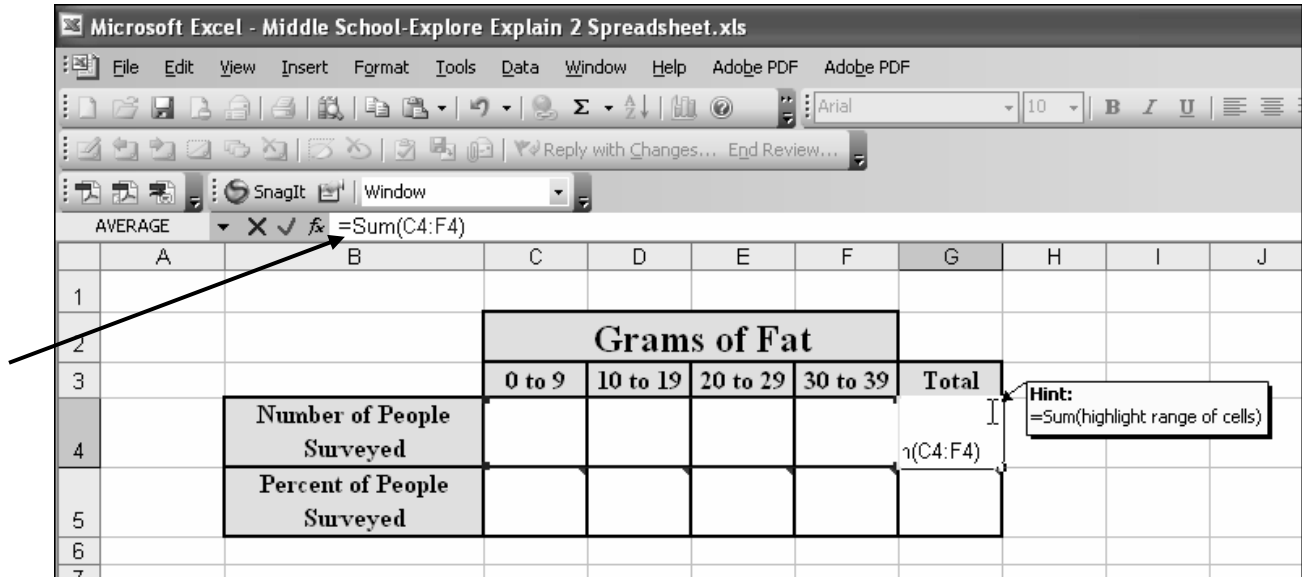 Microsoft Excel - Middle School-Explore Explain 2 Spreadsheet.xls
File Edit View Insert Format Tools Data Window Help Adobe PDF Adobe PDF
Arial 10 B I U
Reply with Changes... End Review...
SnagIt Window
AVERAGE fx =Sum(C4:F4)
A B C D E F G H I J
1
2 Grams of Fat
3 0 to 9 10 to 19 20 to 29 30 to 39 Total
Hint:
=Sum(highlight range of cells)
Number of People
4 Surveyed (C4:F4)
Percent of People
5 Surveyed
6
7